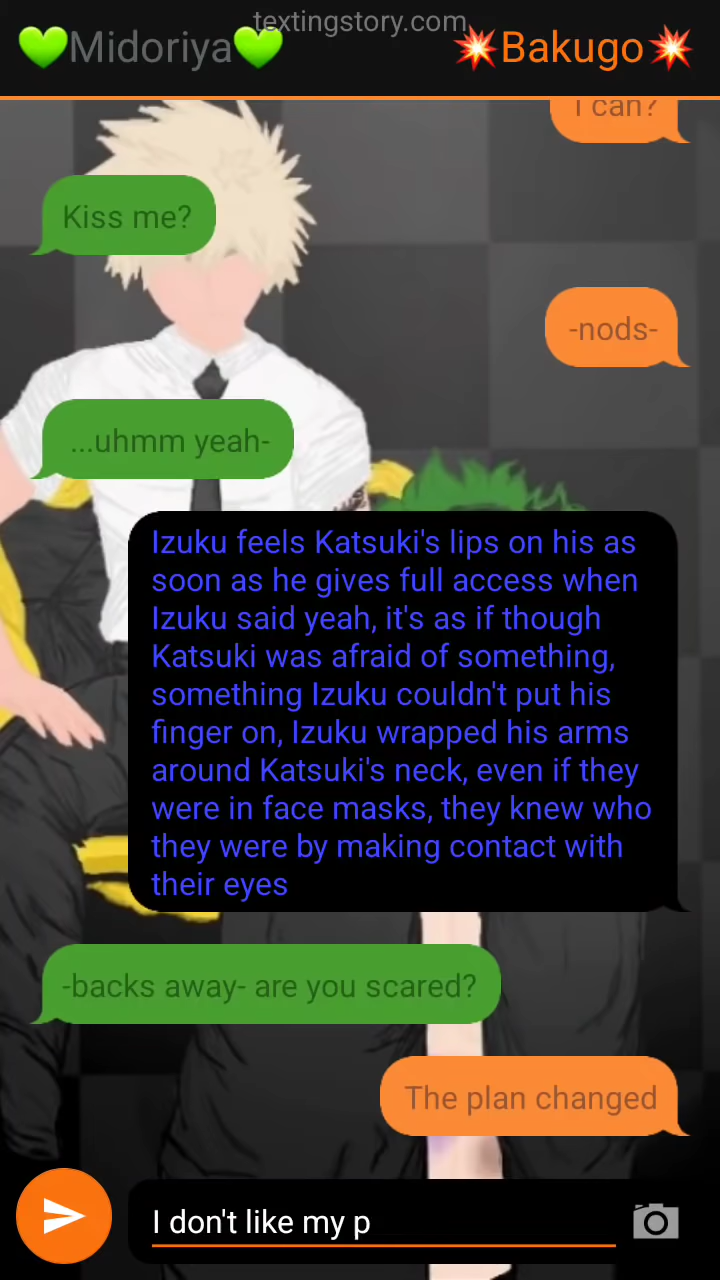 textingstory.com
💚Midoriya💚
💥Bakugo💥
I can?
Kiss me?
-nods-
...uhmm yeah-
Izuku feels Katsuki's lips on his as
soon as he gives full access when
Izuku said yeah, it's as if though
Katsuki was afraid of something,
something Izuku couldn't put his
finger on, Izuku wrapped his arms
around Katsuki's neck, even if they
were in face masks, they knew who
they were by making contact with
their eyes
-backs away- are you scared?
The plan changed
I don't like my p